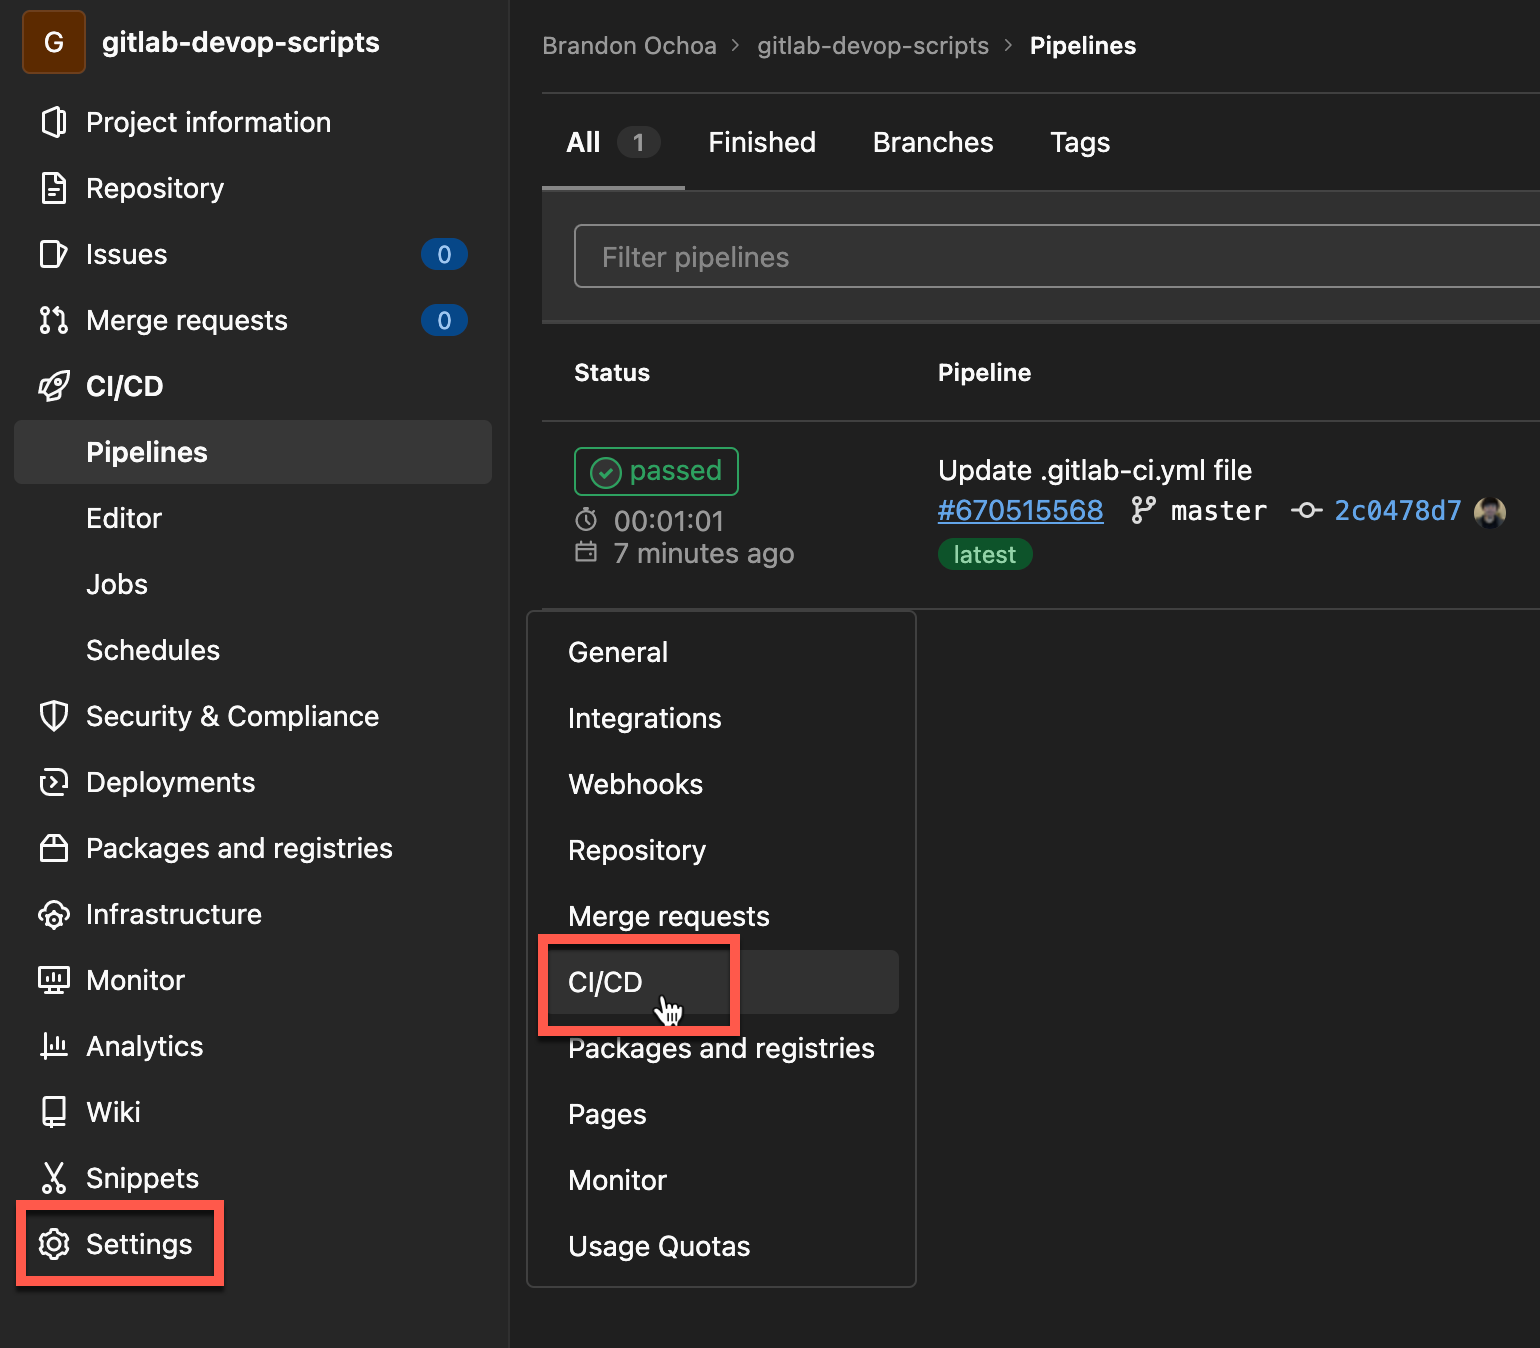 G gitlab-devop-scripts
Project information
Repository
Issues 0
Merge requests 0
CI/CD
Pipelines
Editor
Jobs
Schedules
Security & Compliance
Deployments
Packages and registries
Infrastructure
Monitor
Analytics
Wiki
Snippets
Settings
Brandon Ochoa > gitlab-devop-scripts > Pipelines
All 1 Finished Branches Tags
Filter pipelines
Status Pipeline
passed
00:01:01
7 minutes ago
Update .gitlab-ci.yml file
#670515568 master 2c0478d7
latest
General
Integrations
Webhooks
Repository
Merge requests
CI/CD
Packages and registries
Pages
Monitor
Usage Quotas